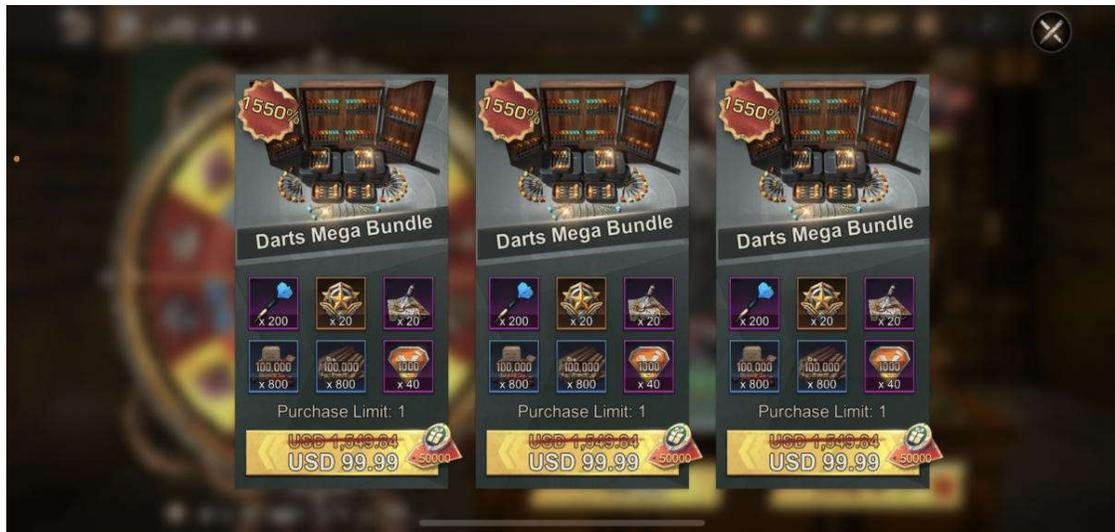 1550%
Darts Mega Bundle
x 200
x 20
x 20
100,000
x 800
100,000
x 800
1000
x 40
Purchase Limit: 1
USD 1,549.84
USD 99.99
50000
1550%
Darts Mega Bundle
x 200
x 20
x 20
100,000
x 800
100,000
x 800
1000
x 40
Purchase Limit: 1
USD 1,549.84
USD 99.99
50000
1550%
Darts Mega Bundle
x 200
x 20
x 20
100,000
x 800
100,000
x 800
1000
x 40
Purchase Limit: 1
USD 1,549.84
USD 99.99
50000